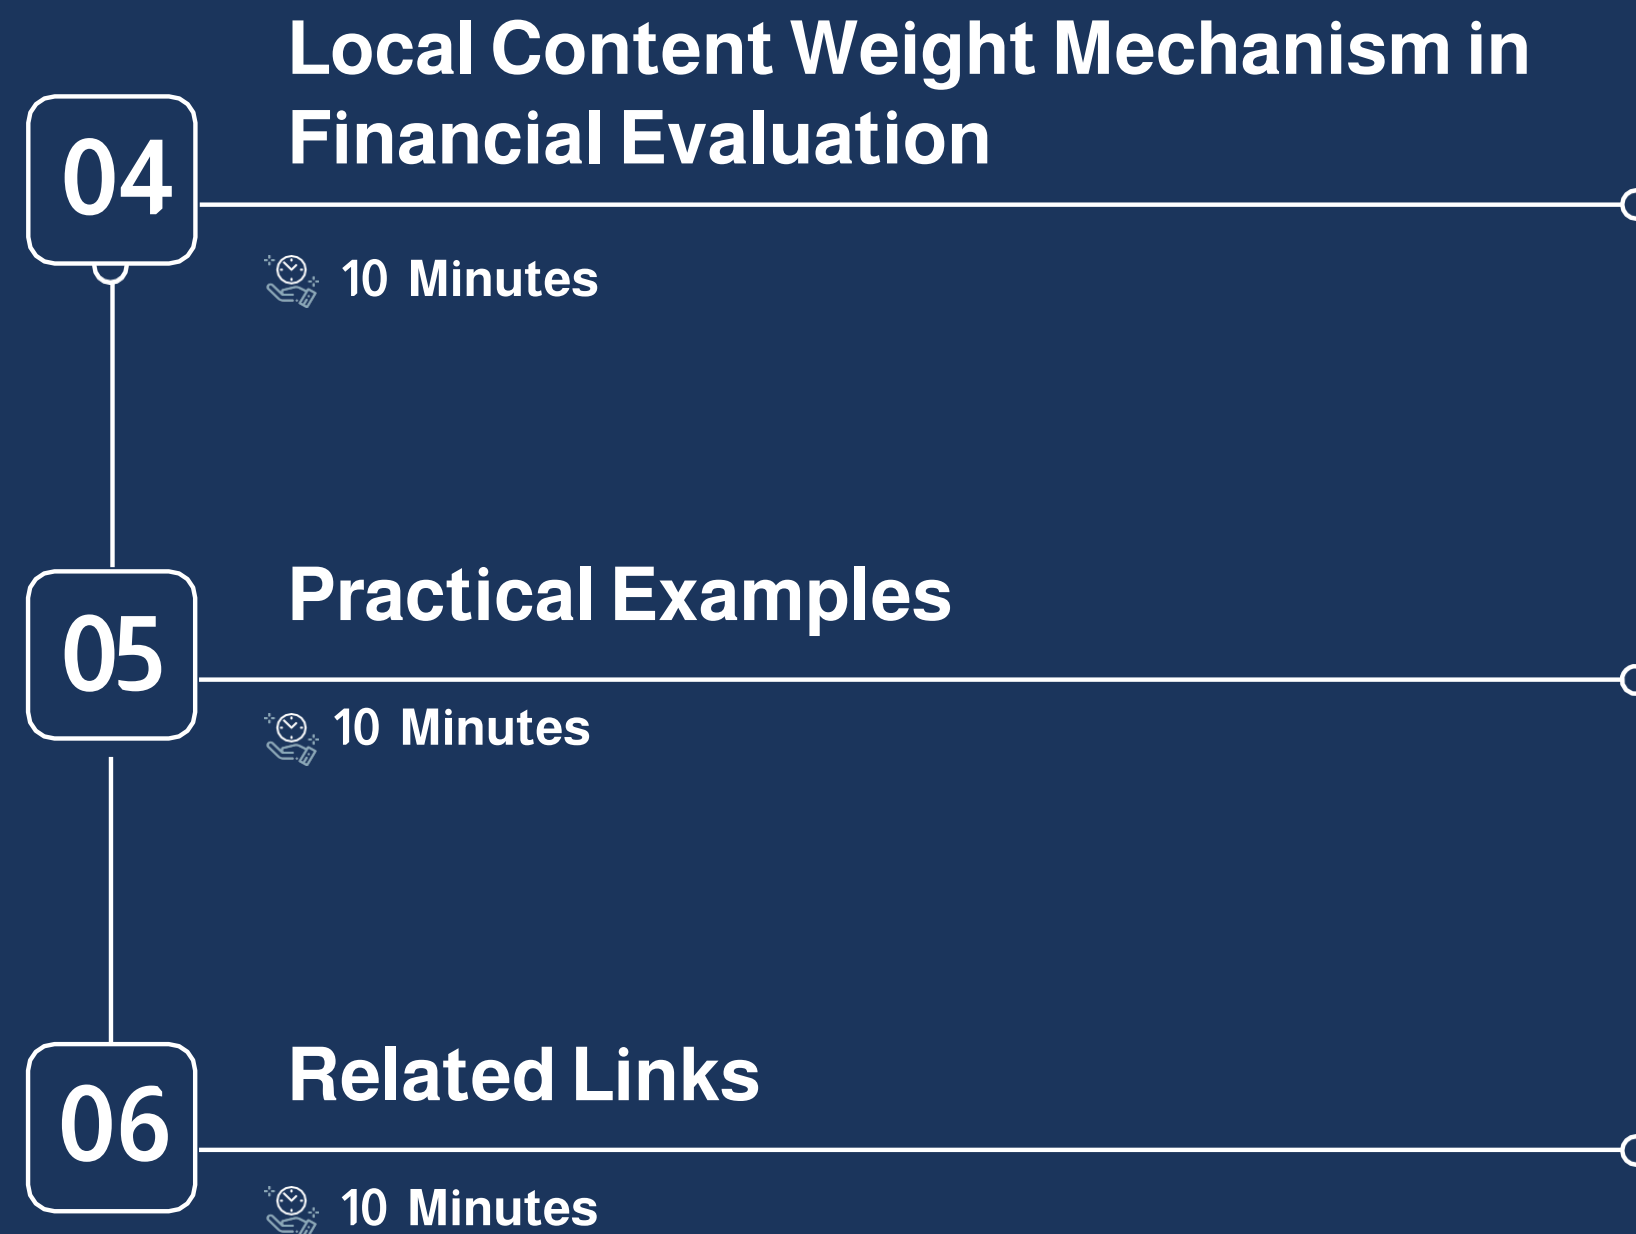 Local Content Weight Mechanism in
Financial Evaluation
04
10 Minutes
Practical Examples
05
10 Minutes
Related Links
06
10 Minutes